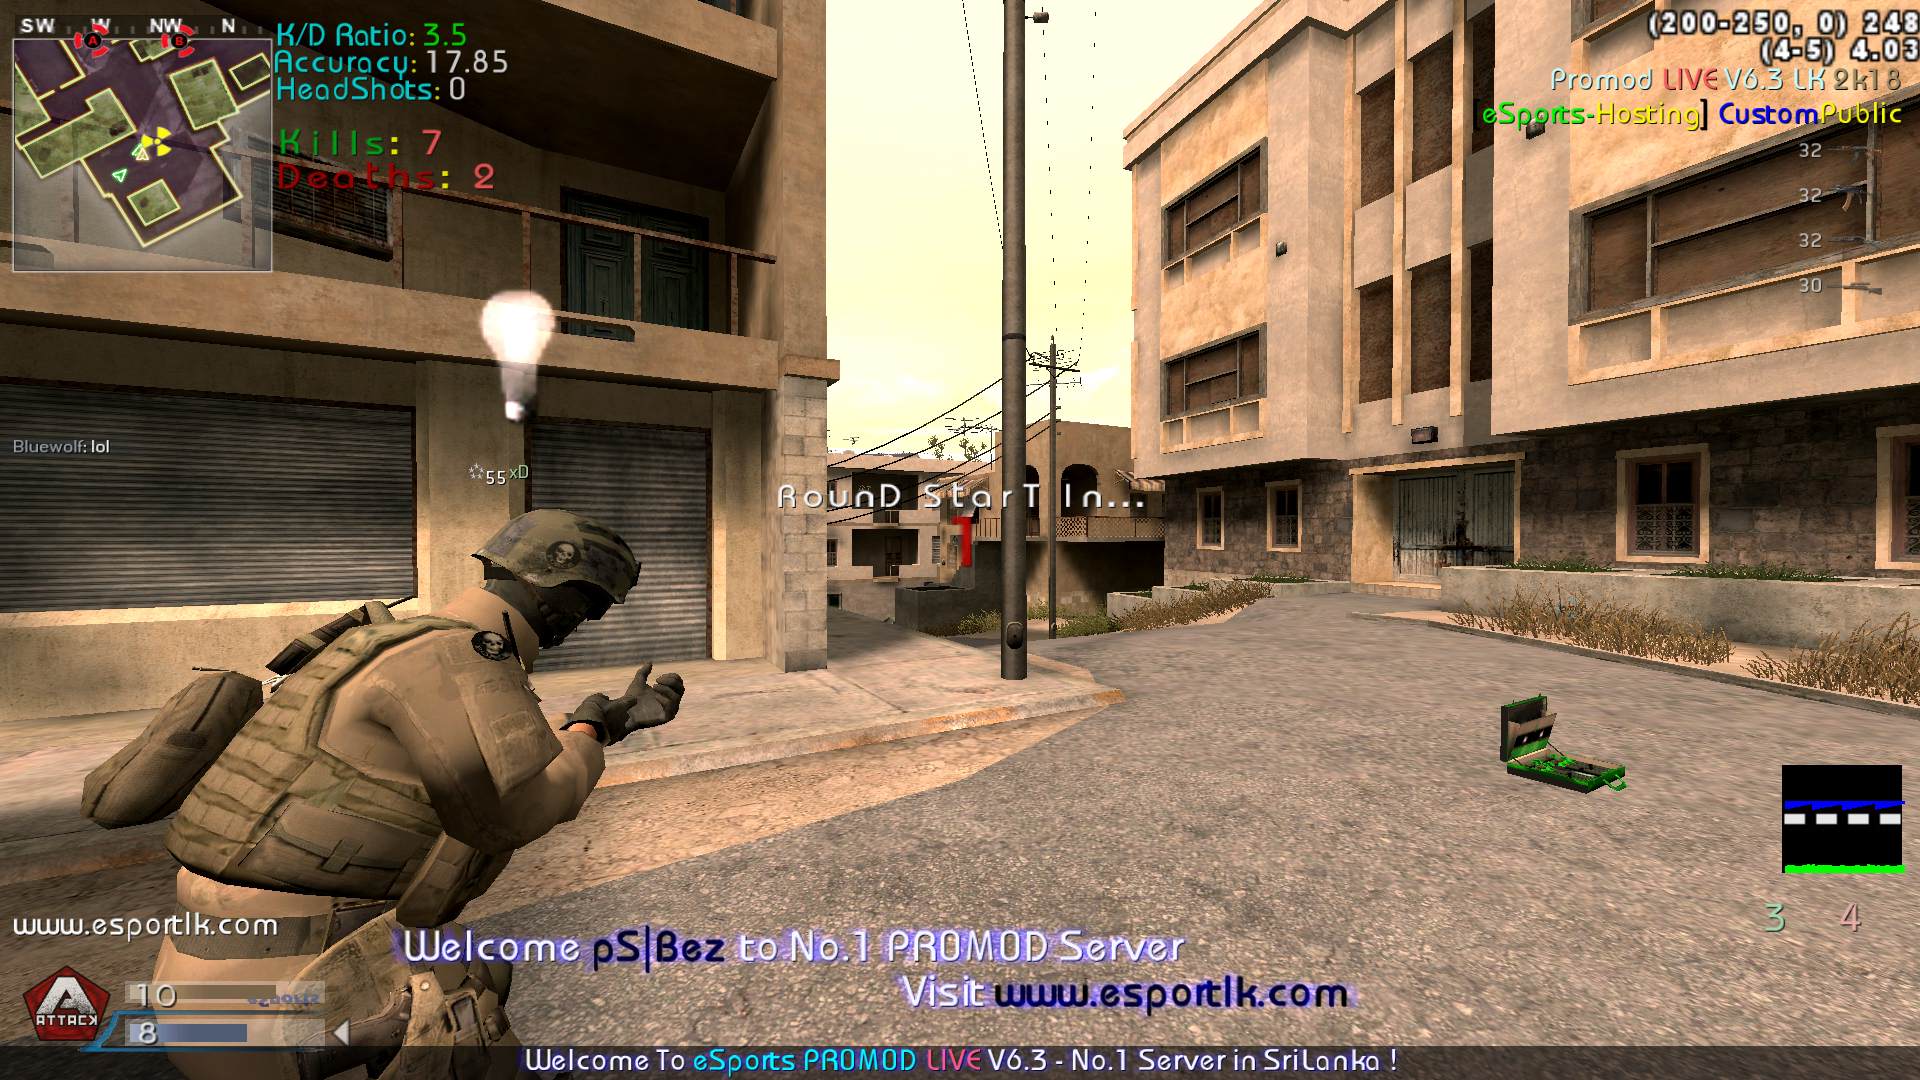 SW W NW N
A B
K/D Ratio: 3.5
Accuracy: 17.85
HeadShots: 0
Kills: 7
Deaths: 2
(200-250, 0) 248
(4-5) 4.03
Promod LIVE V6.3 LK 2k18
[eSports-Hosting] CustomPublic
32
32
32
30
Bluewolf: lol
55 xD
RounD StarT In...
1
3 4
www.esportlk.com
Welcome pS|Bez to No.1 PROMOD Server
Visit www.esportlk.com
10
8
ATTACK
Welcome To eSports PROMOD LIVE V6.3 - No.1 Server in SriLanka !